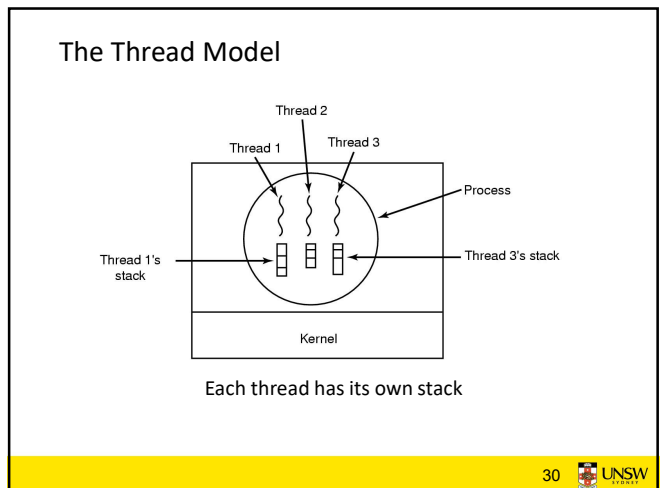 The Thread Model
Thread 2
Thread 1
Thread 3
Process
Thread 1's
stack
Thread 3's stack
Kernel
Each thread has its own stack
30
UNSW
SYDNEY